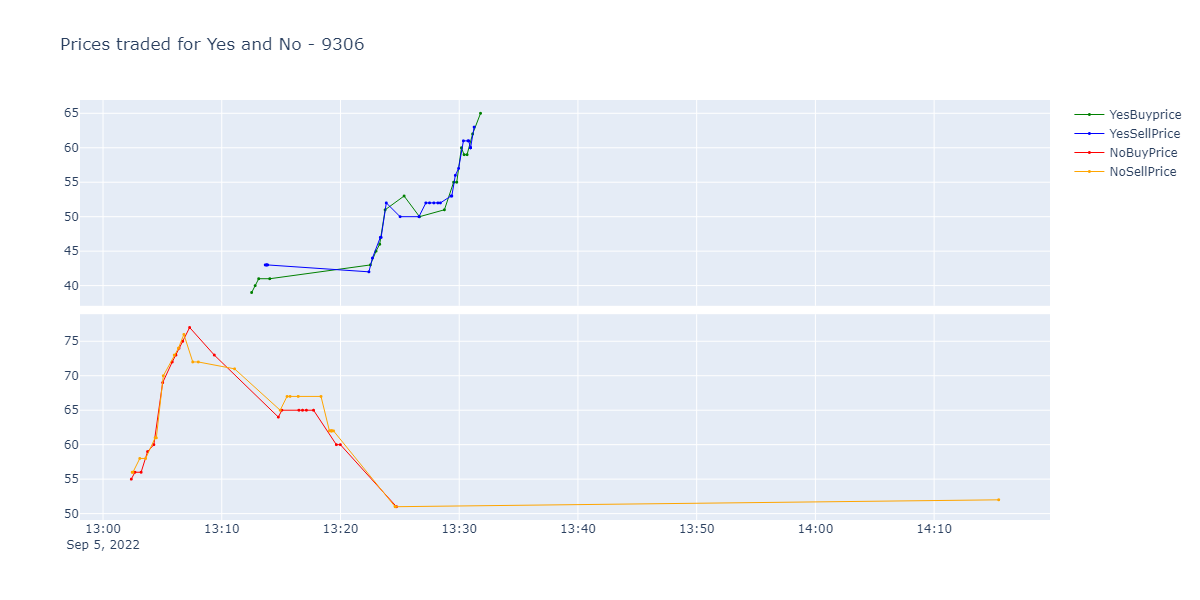 Prices traded for Yes and No - 9306
65
60
55
50
45
40
YesBuyprice
YesSellPrice
NoBuyPrice
NoSellPrice
75
70
65
60
55
50
13:00 13:10 13:20 13:30 13:40 13:50 14:00 14:10
Sep 5, 2022